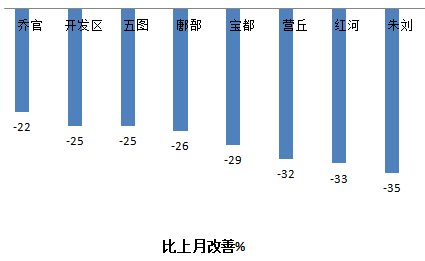 乔官 开发区 五图 鄌郚 宝都 营丘 红河 朱刘
-22 -25 -25 -26 -29 -32 -33 -35
比上月改善%